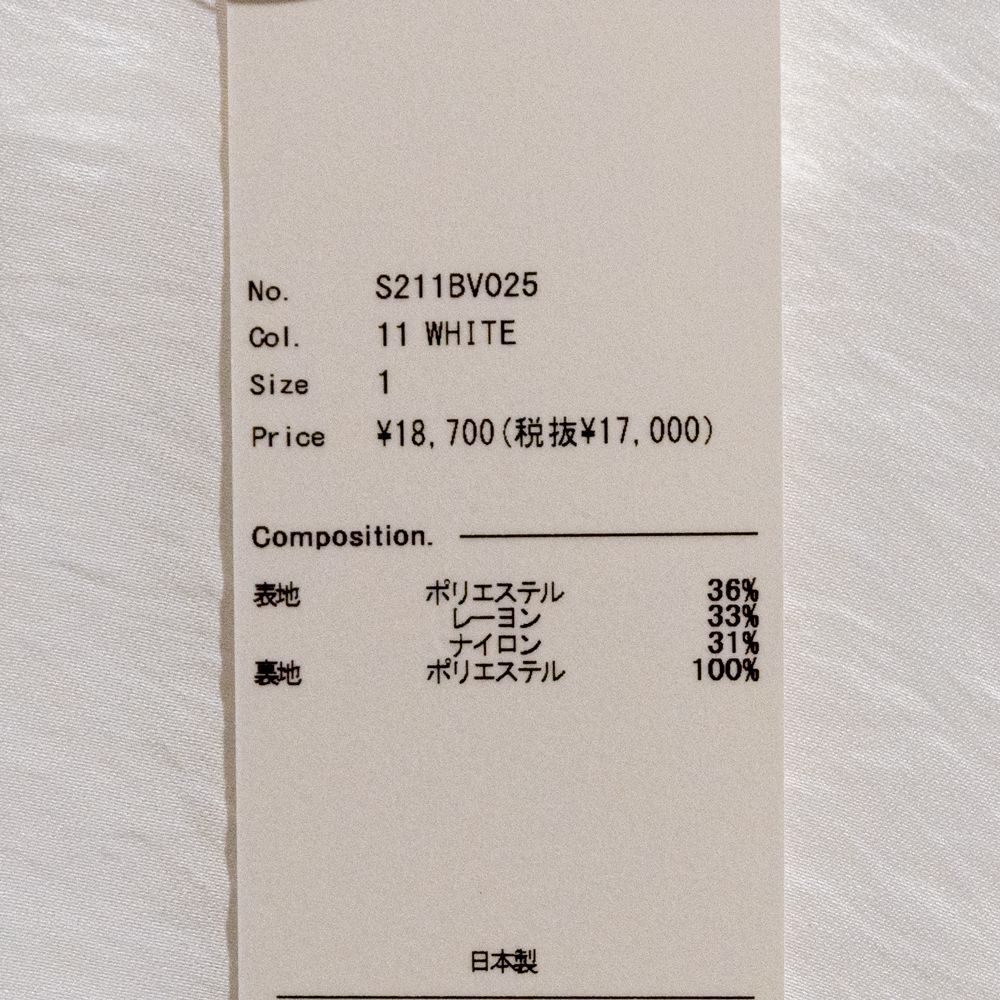 No. S211BV025
Col. 11 WHITE
Size 1
Price ¥18,700(税抜¥17,000)
Composition.
表地 ポリエステル 36%
レーヨン 33%
ナイロン 31%
裏地 ポリエステル 100%
日本製